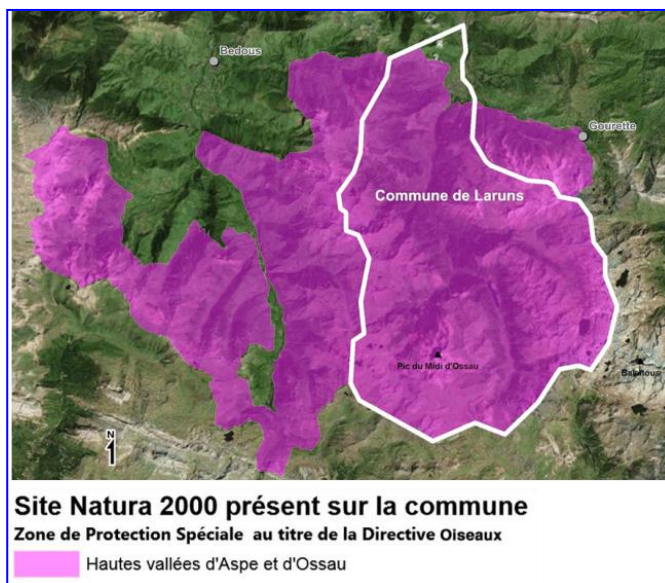 Bedous
Gourette
Commune de Laruns
Pic du Midi d'Ossau
Balaïtous
N
Site Natura 2000 présent sur la commune
Zone de Protection Spéciale au titre de la Directive Oiseaux
Hautes vallées d'Aspe et d'Ossau